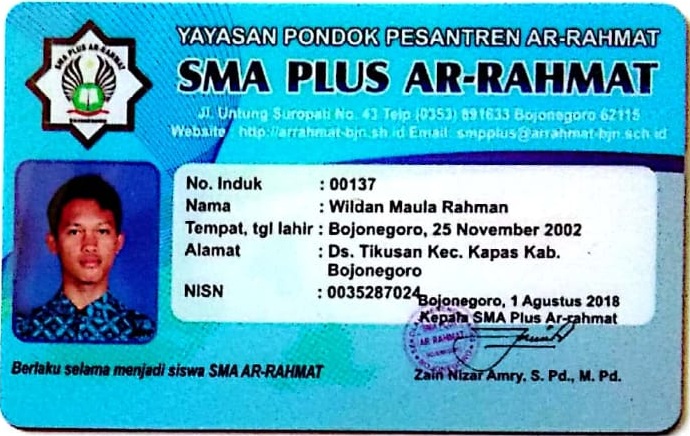 SMA PLUS AR-RAHMAT
YAYASAN PONDOK PESANTREN AR-RAHMAT
SMA PLUS AR-RAHMAT
Jl. Untung Suropati No. 43 Telp (0353) 891633 Bojonegoro 62115
Website : http://arrahmat-bjn.sh.id Email: smpplus@arrahmat-bjn.sch.id
No. Induk : 00137
Nama : Wildan Maula Rahman
Tempat, tgl lahir : Bojonegoro, 25 November 2002
Alamat : Ds. Tikusan Kec. Kapas Kab.
Bojonegoro
NISN : 0035287024
Bojonegoro, 1 Agustus 2018
Kepala SMA Plus Ar-rahmat
AR-RAHMAT
Zain Nizar Amry, S. Pd., M. Pd.
Berlaku selama menjadi siswa SMA AR-RAHMAT